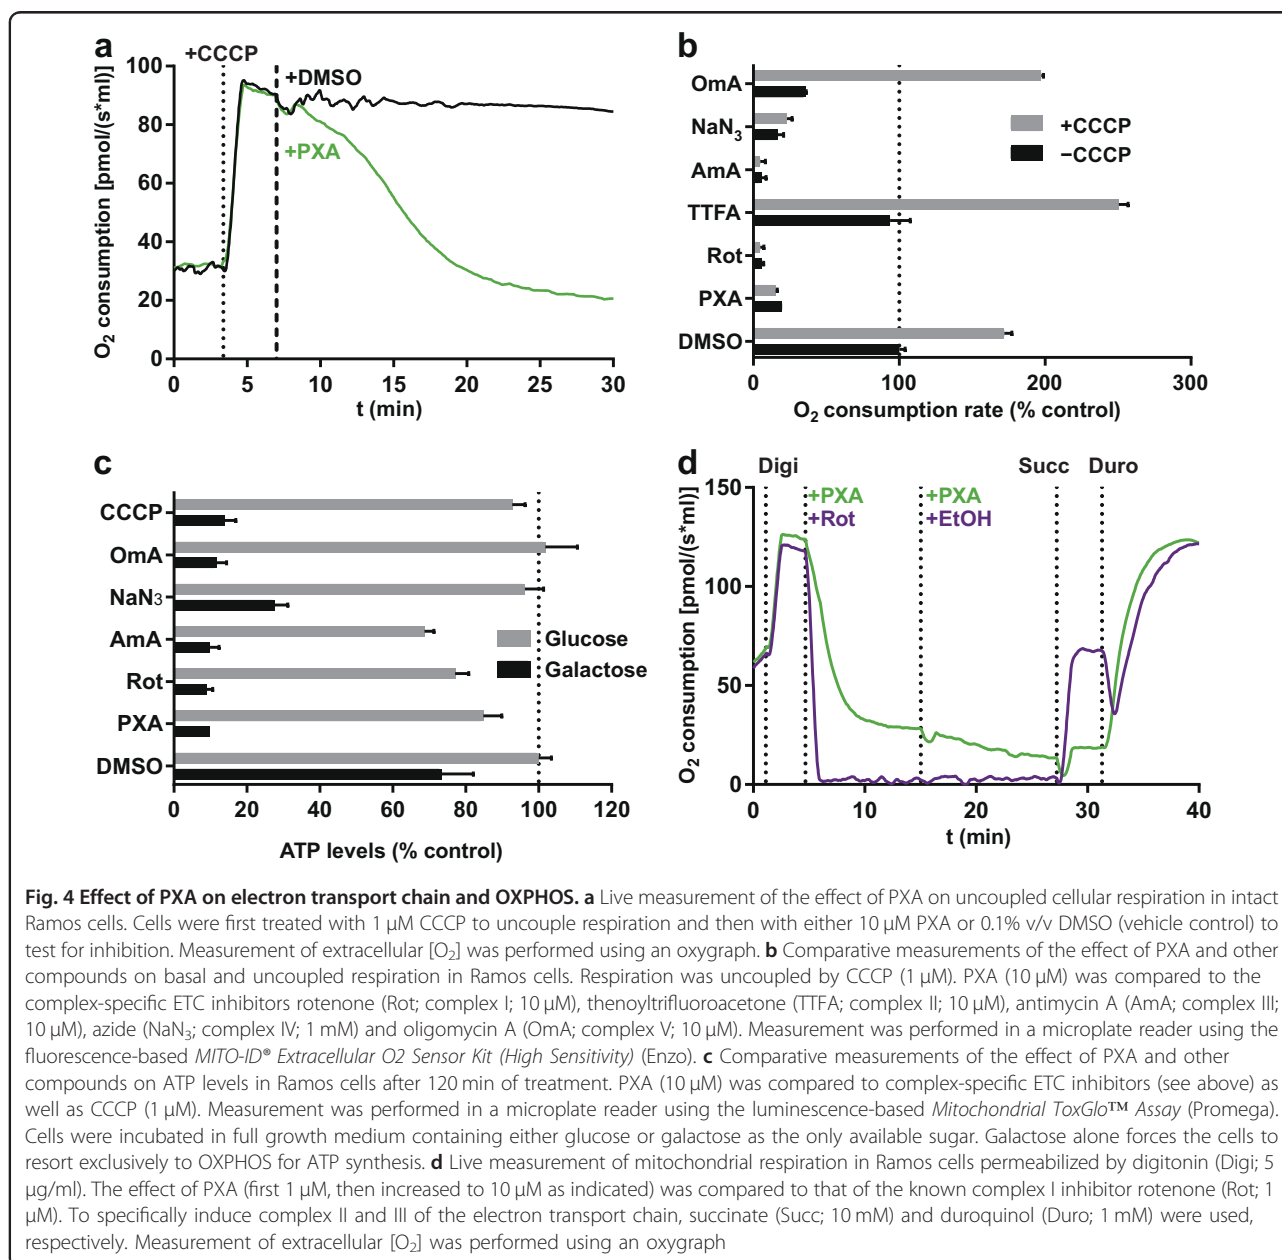 a
+CCCP
+DMSO
+PXA
O2 consumption [pmol/(s*ml)]
100
80
60
40
20
0
0 5 10 15 20 25 30
t (min)
b
OmA
NaN3
AmA
TTFA
Rot
PXA
DMSO
+CCCP
−CCCP
0 100 200 300
O2 consumption rate (% control)
c
CCCP
OmA
NaN3
AmA
Rot
PXA
DMSO
Glucose
Galactose
0 20 40 60 80 100 120
ATP levels (% control)
d
Digi Succ Duro
+PXA +PXA
+Rot +EtOH
O2 consumption [pmol/(s*ml)]
150
100
50
0
0 10 20 30 40
t (min)
Fig. 4 Effect of PXA on electron transport chain and OXPHOS. a Live measurement of the effect of PXA on uncoupled cellular respiration in intact
Ramos cells. Cells were first treated with 1 µM CCCP to uncouple respiration and then with either 10 µM PXA or 0.1% v/v DMSO (vehicle control) to
test for inhibition. Measurement of extracellular [O2] was performed using an oxygraph. b Comparative measurements of the effect of PXA and other
compounds on basal and uncoupled respiration in Ramos cells. Respiration was uncoupled by CCCP (1 µM). PXA (10 µM) was compared to the
complex-specific ETC inhibitors rotenone (Rot; complex I; 10 µM), thenoyltrifluoroacetone (TTFA; complex II; 10 µM), antimycin A (AmA; complex III;
10 µM), azide (NaN3; complex IV; 1 mM) and oligomycin A (OmA; complex V; 10 µM). Measurement was performed in a microplate reader using the
fluorescence-based MITO-ID® Extracellular O2 Sensor Kit (High Sensitivity) (Enzo). c Comparative measurements of the effect of PXA and other
compounds on ATP levels in Ramos cells after 120 min of treatment. PXA (10 µM) was compared to complex-specific ETC inhibitors (see above) as
well as CCCP (1 µM). Measurement was performed in a microplate reader using the luminescence-based Mitochondrial ToxGlo™ Assay (Promega).
Cells were incubated in full growth medium containing either glucose or galactose as the only available sugar. Galactose alone forces the cells to
resort exclusively to OXPHOS for ATP synthesis. d Live measurement of mitochondrial respiration in Ramos cells permeabilized by digitonin (Digi; 5
µg/ml). The effect of PXA (first 1 µM, then increased to 10 µM as indicated) was compared to that of the known complex I inhibitor rotenone (Rot; 1
µM). To specifically induce complex II and III of the electron transport chain, succinate (Succ; 10 mM) and duroquinol (Duro; 1 mM) were used,
respectively. Measurement of extracellular [O2] was performed using an oxygraph